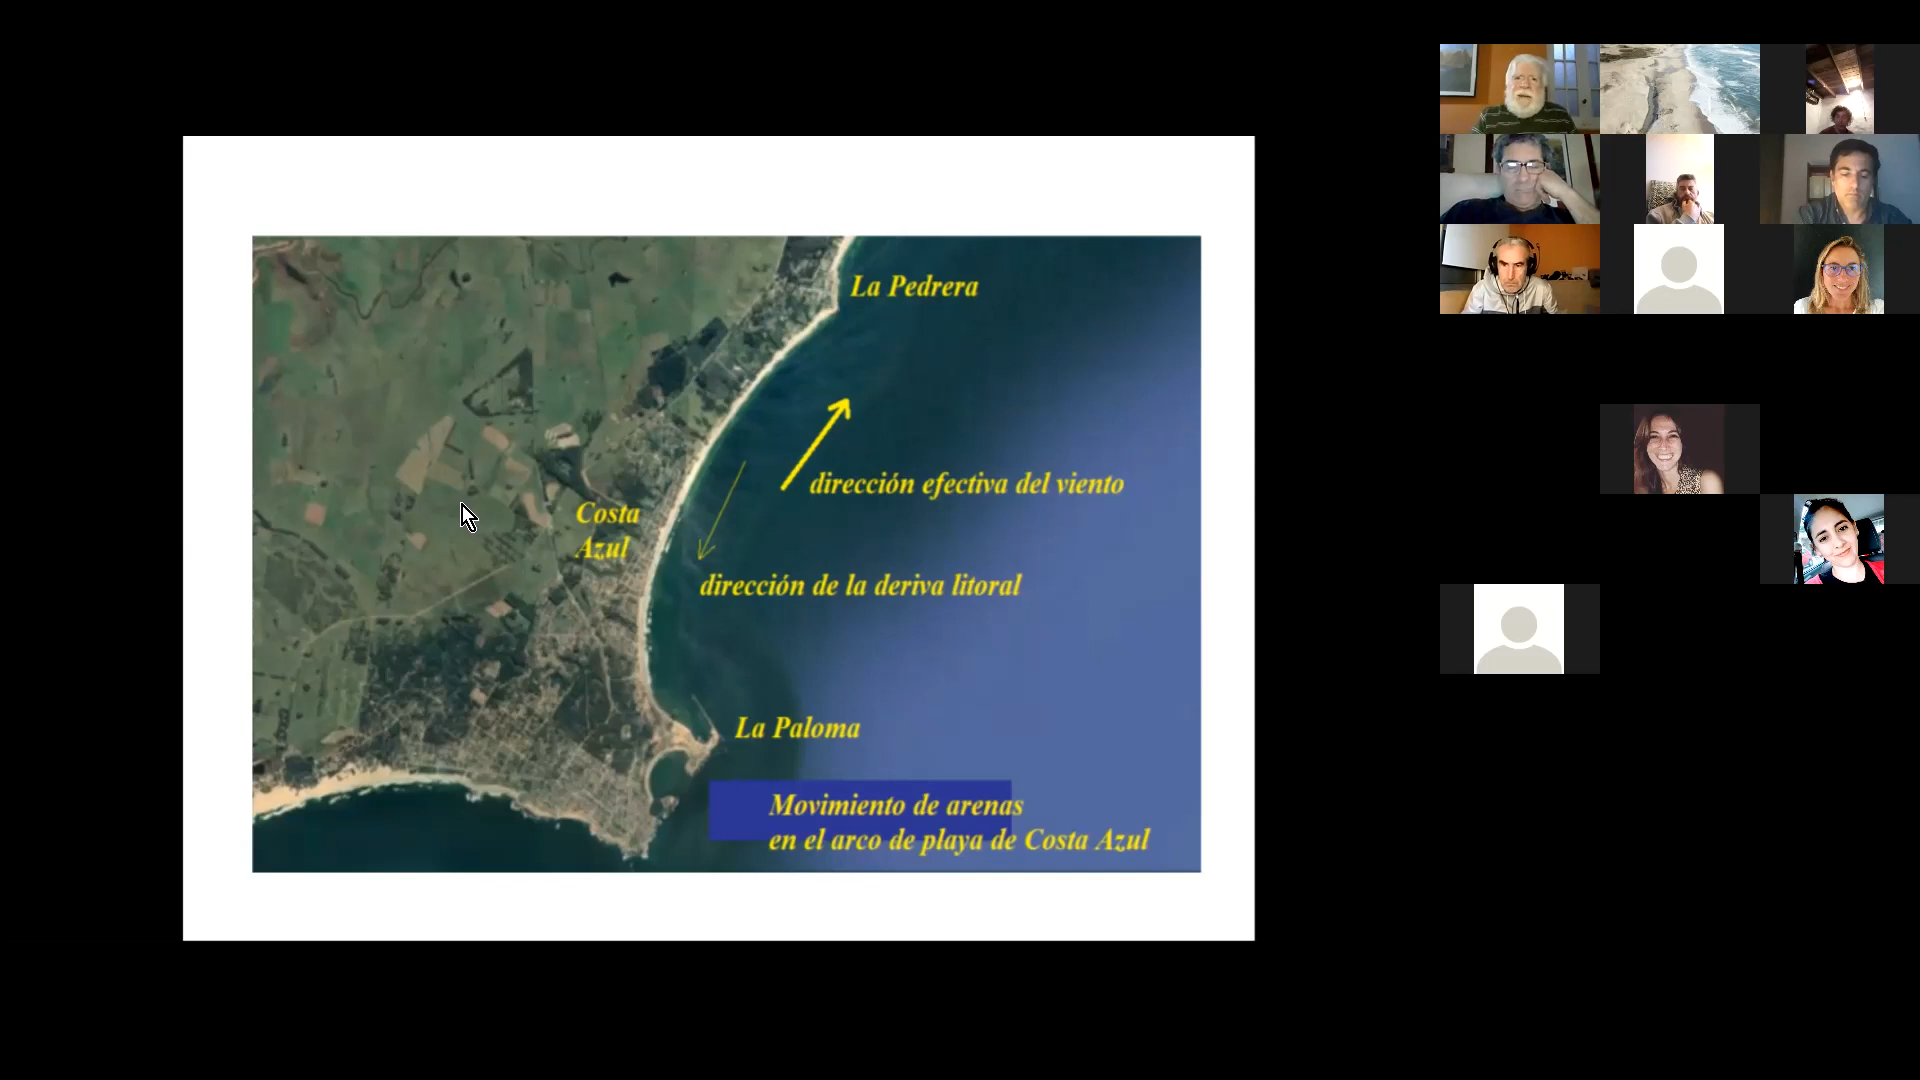 La Pedrera
dirección efectiva del viento
Costa
Azul
dirección de la deriva litoral
La Paloma
Movimiento de arenas
en el arco de playa de Costa Azul